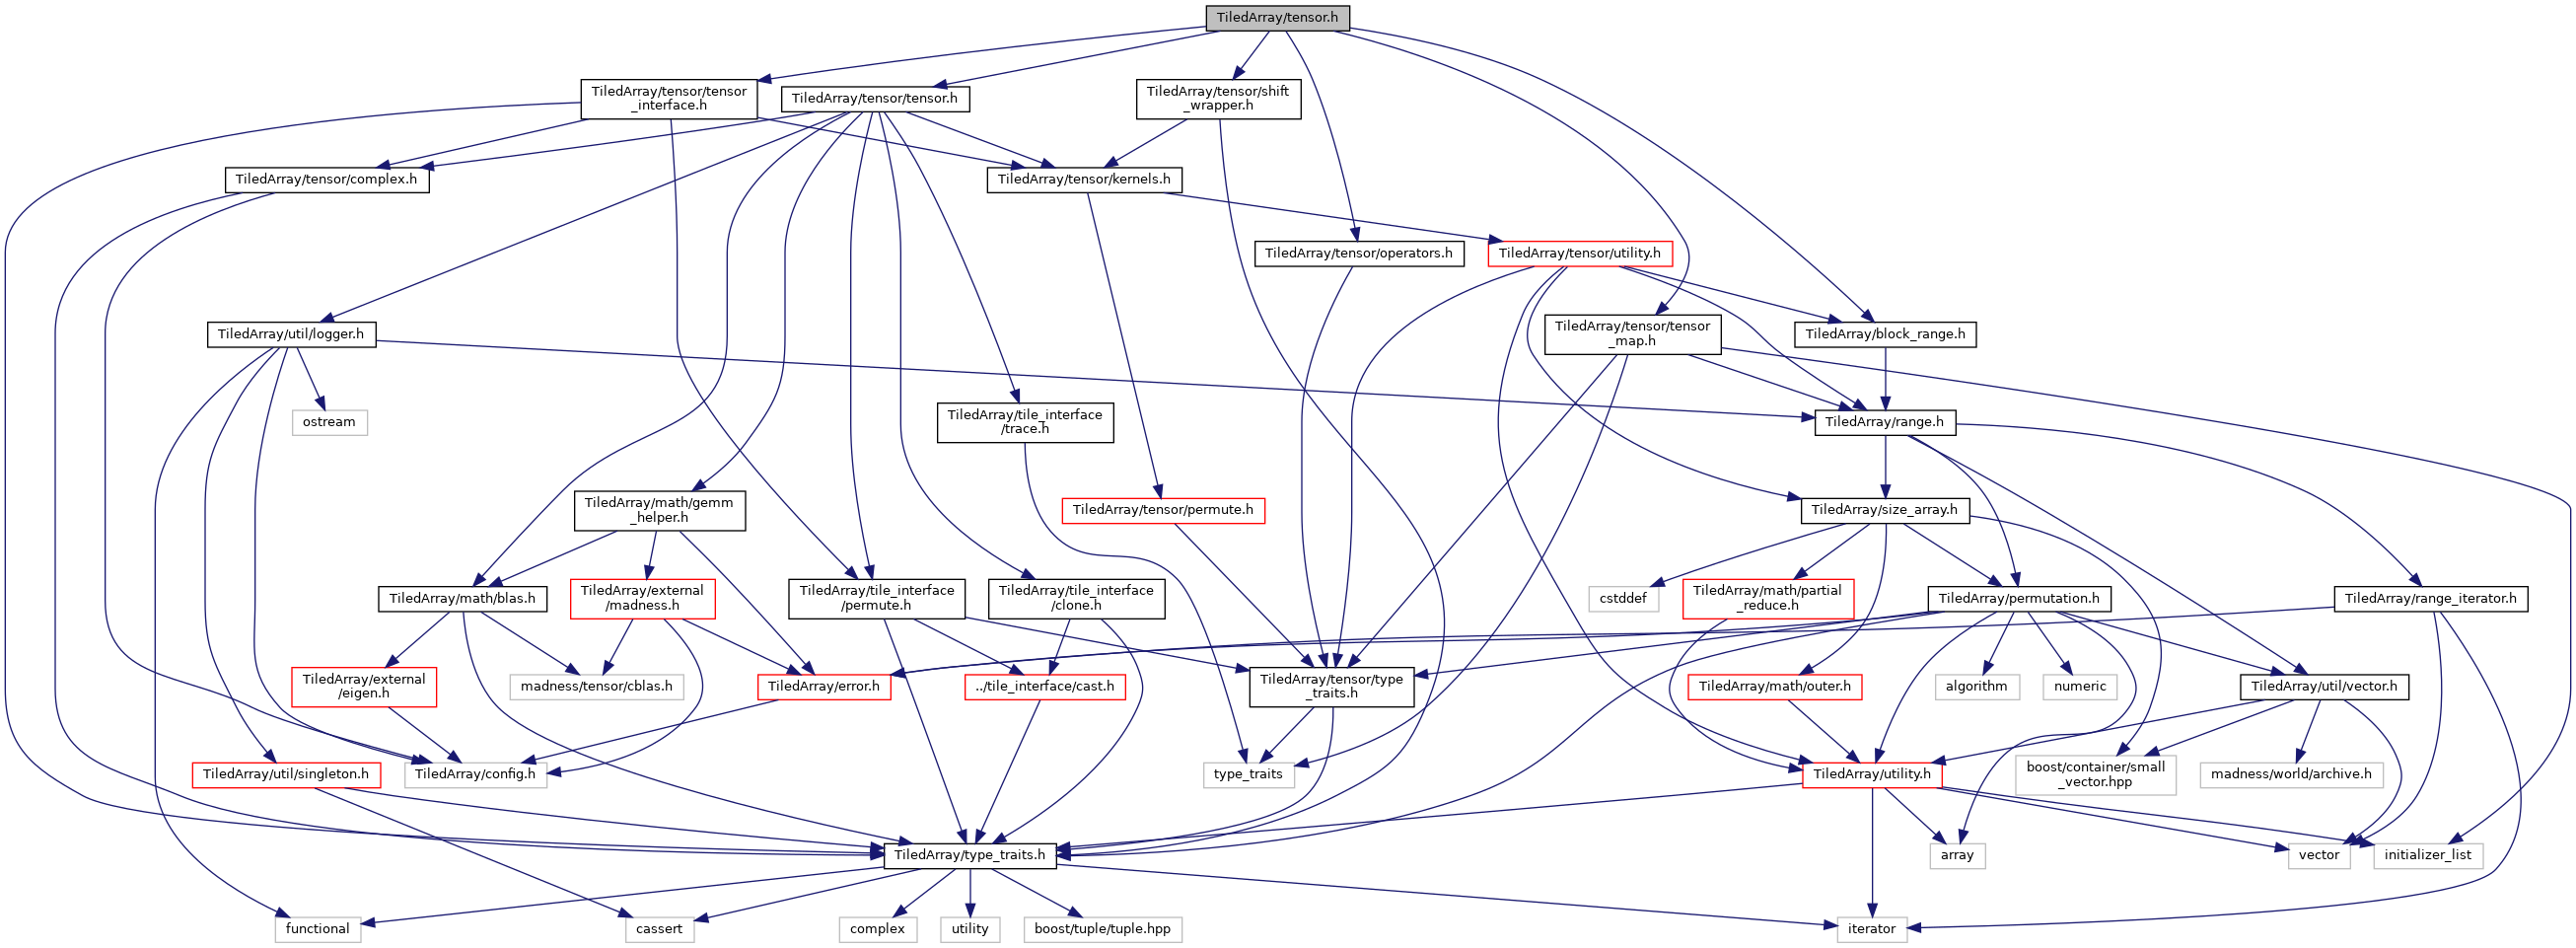 TiledArray/tensor.h
TiledArray/tensor/tensor
_interface.h
TiledArray/tensor/tensor.h
TiledArray/tensor/shift
_wrapper.h
TiledArray/tensor/complex.h
TiledArray/tensor/kernels.h
TiledArray/tensor/operators.h
TiledArray/tensor/utility.h
TiledArray/util/logger.h
TiledArray/tensor/tensor
_map.h
TiledArray/block_range.h
ostream
TiledArray/tile_interface
/trace.h
TiledArray/range.h
TiledArray/math/gemm
_helper.h
TiledArray/tensor/permute.h
TiledArray/size_array.h
TiledArray/math/blas.h
TiledArray/external
/madness.h
TiledArray/tile_interface
/permute.h
TiledArray/tile_interface
/clone.h
cstddef
TiledArray/math/partial
_reduce.h
TiledArray/permutation.h
TiledArray/range_iterator.h
TiledArray/external
/eigen.h
madness/tensor/cblas.h
TiledArray/error.h
../tile_interface/cast.h
TiledArray/tensor/type
_traits.h
TiledArray/math/outer.h
algorithm
numeric
TiledArray/util/vector.h
TiledArray/util/singleton.h
TiledArray/config.h
type_traits
TiledArray/utility.h
boost/container/small
_vector.hpp
madness/world/archive.h
TiledArray/type_traits.h
array
vector
initializer_list
functional
cassert
complex
utility
boost/tuple/tuple.hpp
iterator